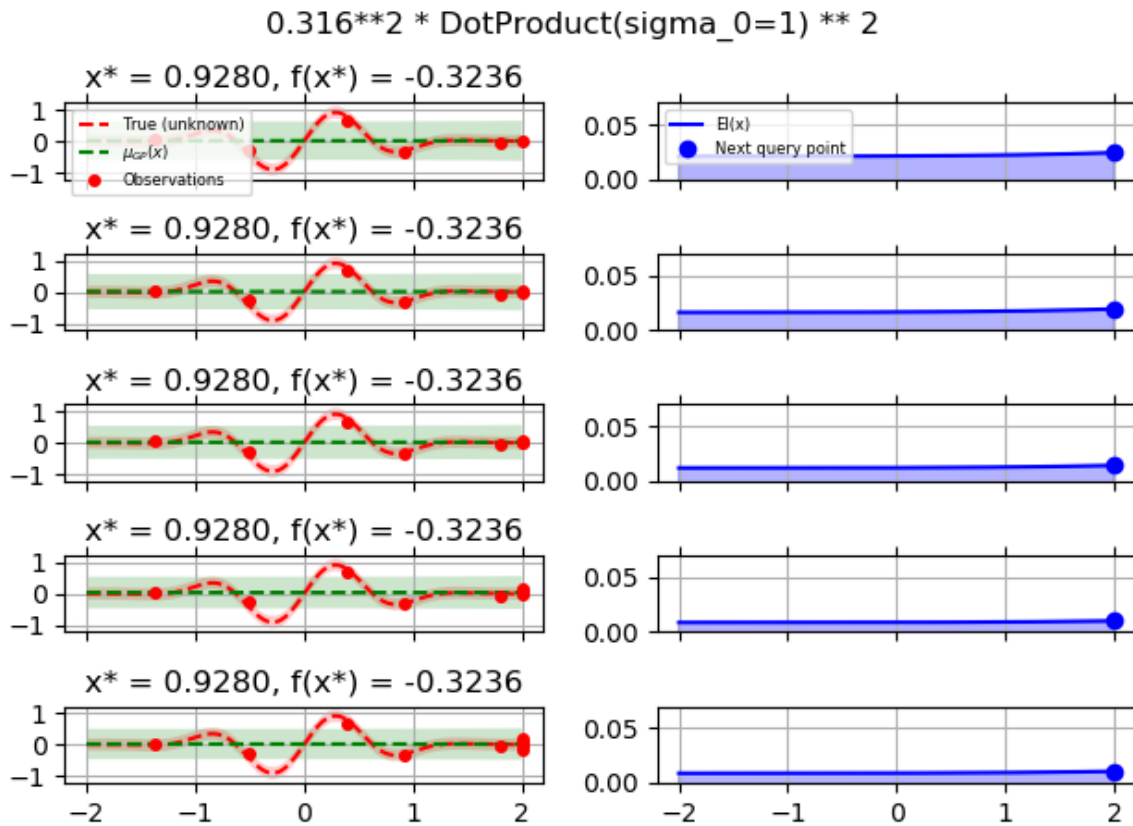 0.316**2 * DotProduct(sigma_0=1) ** 2
x* = 0.9280, f(x*) = -0.3236
1
0
−1
True (unknown)
μGP(x)
Observations
0.05
0.00
EI(x)
Next query point
x* = 0.9280, f(x*) = -0.3236
1
0
−1
0.05
0.00
x* = 0.9280, f(x*) = -0.3236
1
0
−1
0.05
0.00
x* = 0.9280, f(x*) = -0.3236
1
0
−1
0.05
0.00
x* = 0.9280, f(x*) = -0.3236
1
0
−1
0.05
0.00
−2 −1 0 1 2
−2 −1 0 1 2